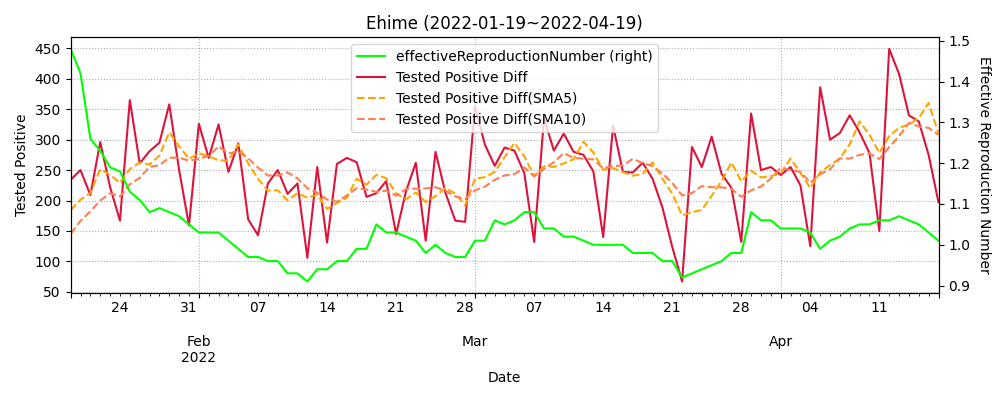 Ehime (2022-01-19~2022-04-19)
effectiveReproductionNumber (right)
Tested Positive Diff
Tested Positive Diff(SMA5)
Tested Positive Diff(SMA10)
Tested Positive
450
400
350
300
250
200
150
100
50
1.5
1.4
1.3
1.2
1.1
1.0
0.9
Effective Reproduction Number
24 31 07 14 21 28 07 14 21 28 04 11
Feb Mar Apr
2022
Date